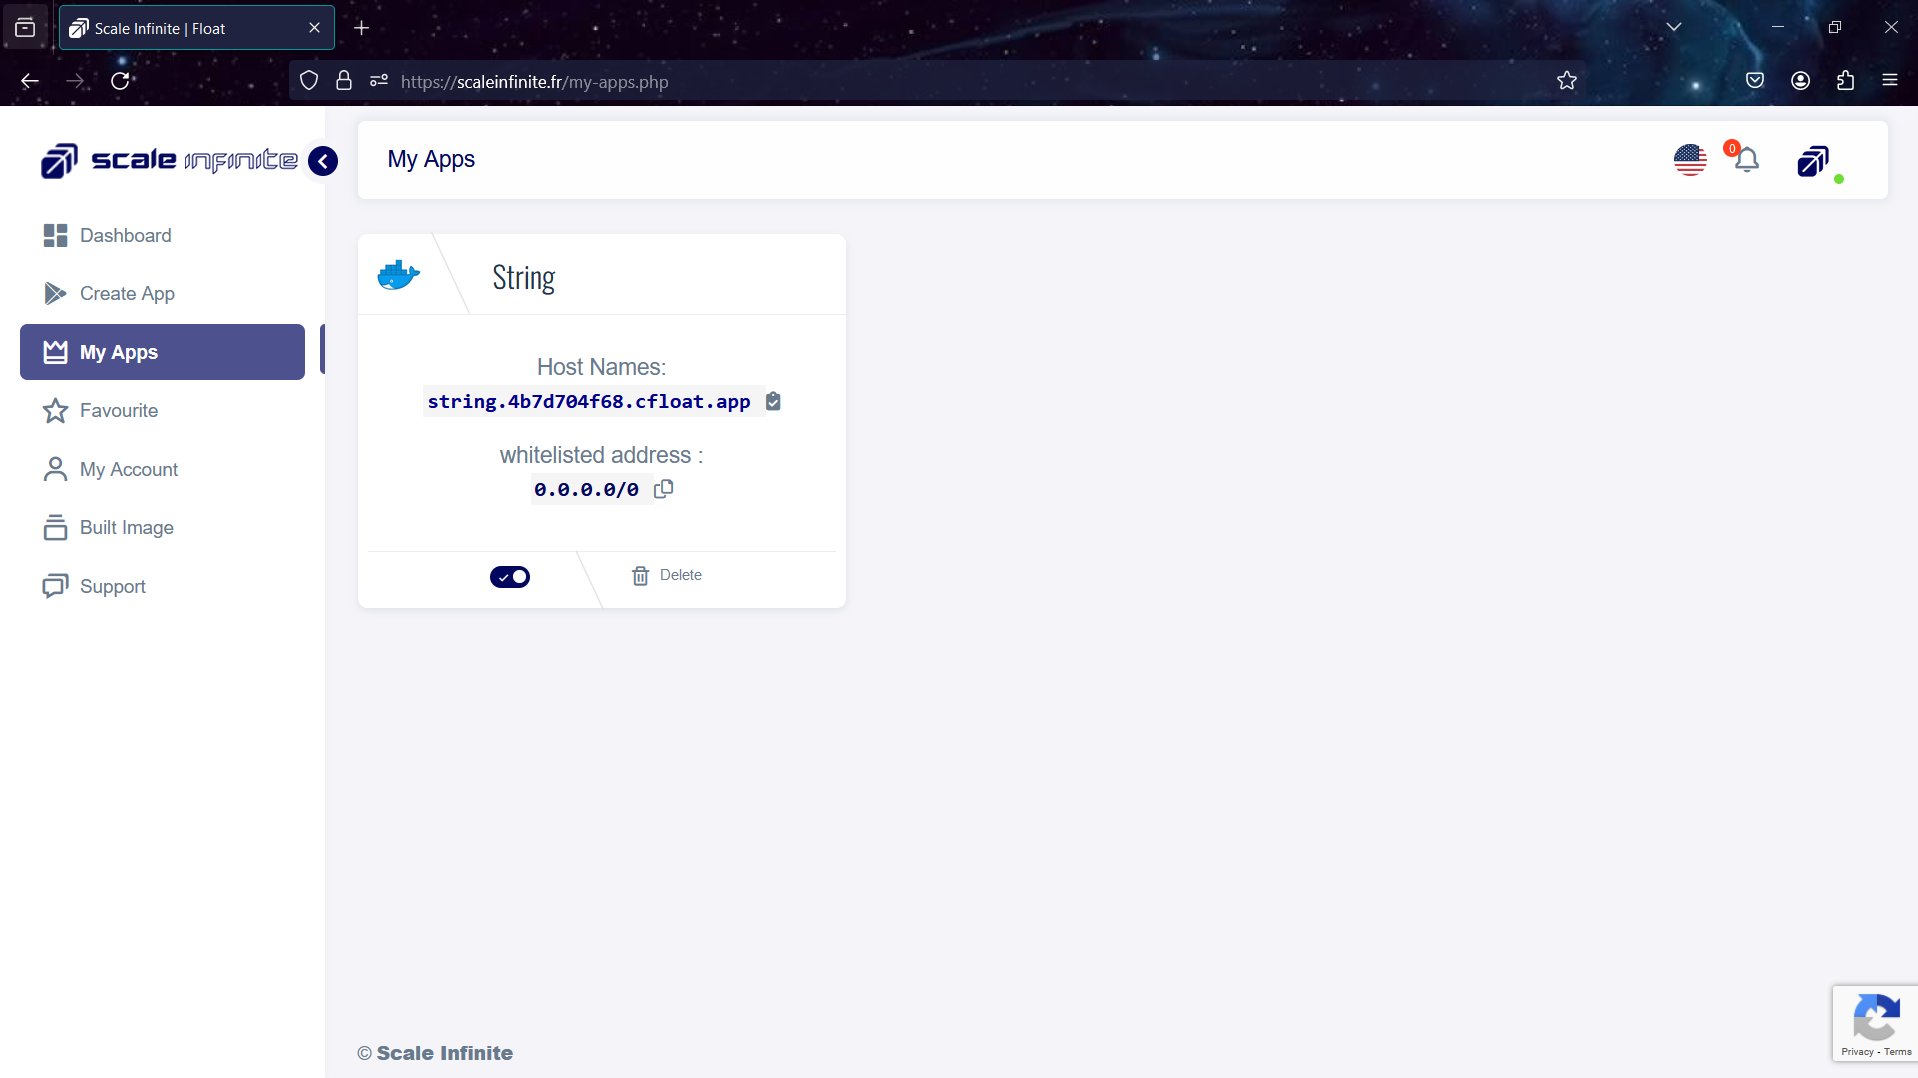 Scale Infinite | Float
https://scaleinfinite.fr/my-apps.php
scale infinite
My Apps
0
Dashboard
Create App
My Apps
Favourite
My Account
Built Image
Support
String
Host Names:
string.4b7d704f68.cfloat.app
whitelisted address :
0.0.0.0/0
Delete
Privacy - Terms
© Scale Infinite